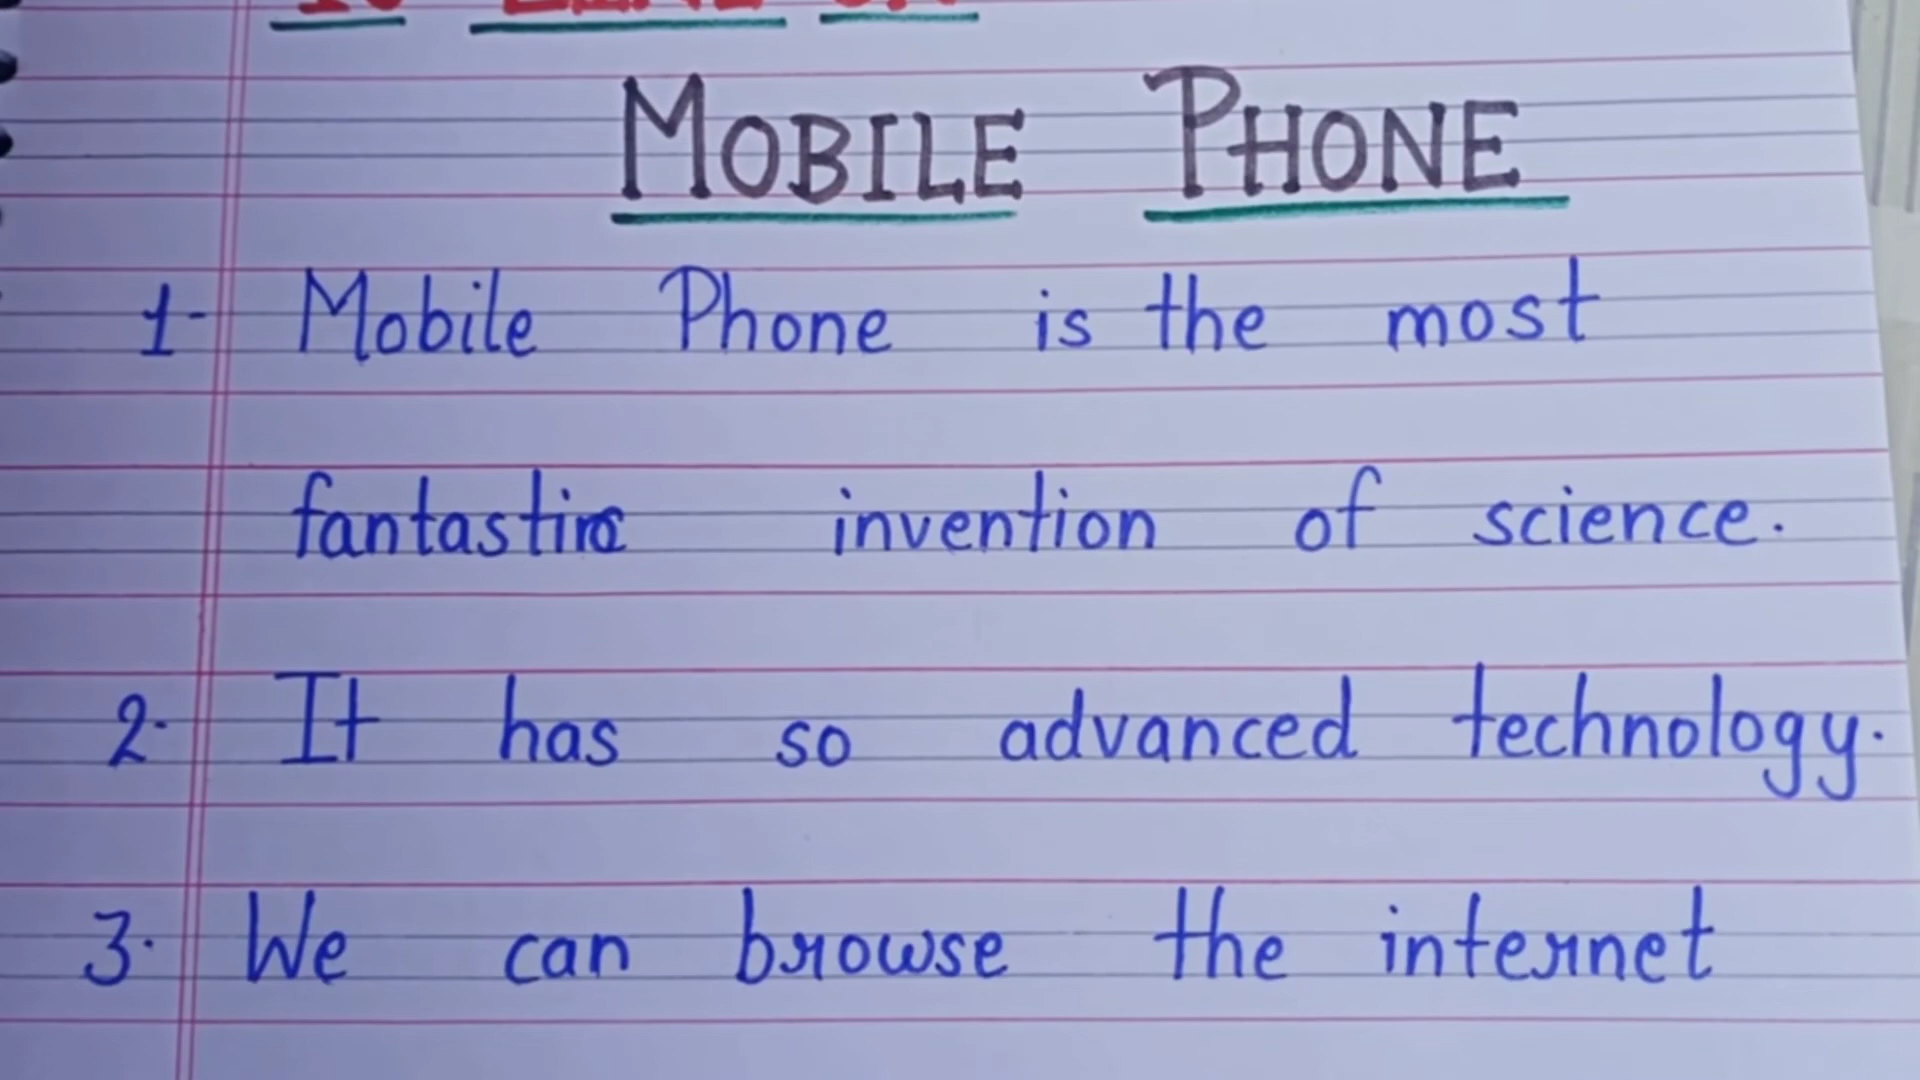 MOBILE PHONE
1- Mobile Phone is the most
fantastic invention of science.
2. It has so advanced technology.
3. We can browse the internet